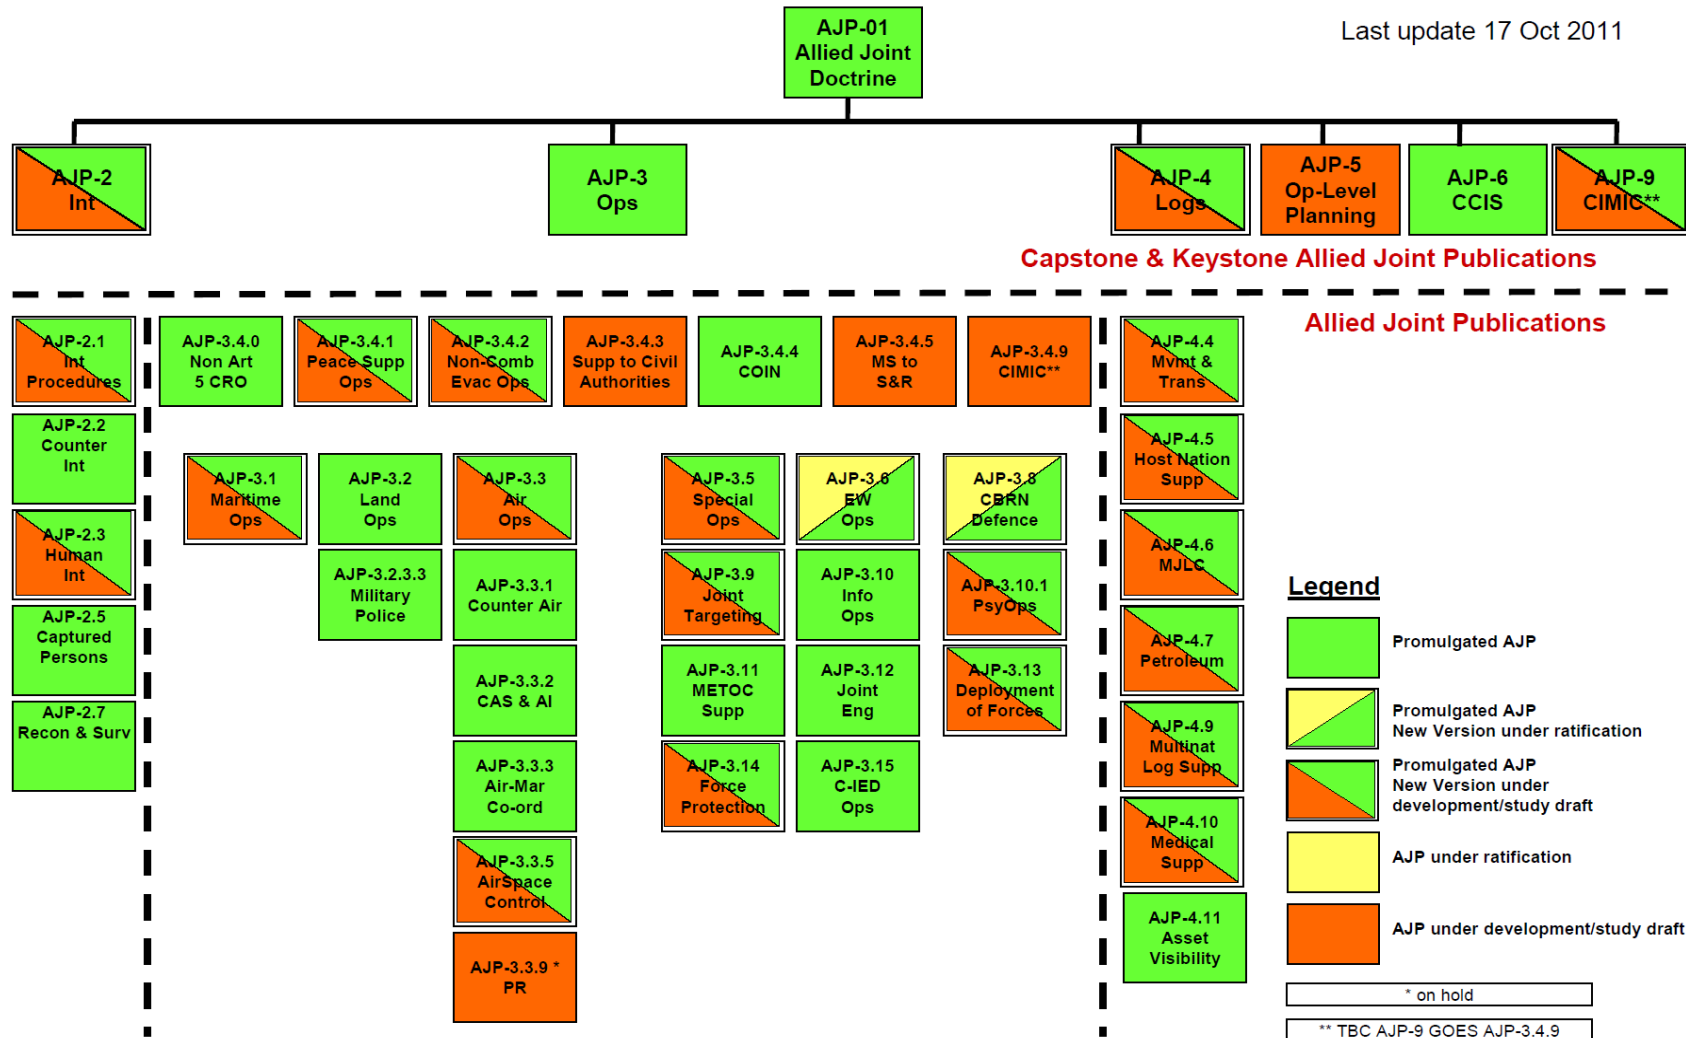 Last update 17 Oct 2011
AJP-01
Allied Joint
Doctrine
AJP-2
Int
AJP-3
Ops
AJP-4
Logs
AJP-5
Op-Level
Planning
AJP-6
CCIS
AJP-9
CIMIC**
Capstone & Keystone Allied Joint Publications
Allied Joint Publications
AJP-2.1
Int
Procedures
AJP-2.2
Counter
Int
AJP-2.3
Human
Int
AJP-2.5
Captured
Persons
AJP-2.7
Recon & Surv
AJP-3.4.0
Non Art
5 CRO
AJP-3.4.1
Peace Supp
Ops
AJP-3.4.2
Non-Comb
Evac Ops
AJP-3.4.3
Supp to Civil
Authorities
AJP-3.4.4
COIN
AJP-3.4.5
MS to
S&R
AJP-3.4.9
CIMIC**
AJP-3.1
Maritime
Ops
AJP-3.2
Land
Ops
AJP-3.2.3.3
Military
Police
AJP-3.3
Air
Ops
AJP-3.3.1
Counter Air
AJP-3.3.2
CAS & AI
AJP-3.3.3
Air-Mar
Co-ord
AJP-3.3.5
AirSpace
Control
AJP-3.3.9 *
PR
AJP-3.5
Special
Ops
AJP-3.6
EW
Ops
AJP-3.8
CBRN
Defence
AJP-3.9
Joint
Targeting
AJP-3.10
Info
Ops
AJP-3.10.1
PsyOps
AJP-3.11
METOC
Supp
AJP-3.12
Joint
Eng
AJP-3.13
Deployment
of Forces
AJP-3.14
Force
Protection
AJP-3.15
C-IED
Ops
AJP-4.4
Mvmt &
Trans
AJP-4.5
Host Nation
Supp
AJP-4.6
MJLC
AJP-4.7
Petroleum
AJP-4.9
Multinat
Log Supp
AJP-4.10
Medical
Supp
AJP-4.11
Asset
Visibility
Legend
Promulgated AJP
Promulgated AJP
New Version under ratification
Promulgated AJP
New Version under
development/study draft
AJP under ratification
AJP under development/study draft
* on hold
** TBC AJP-9 GOES AJP-3.4.9